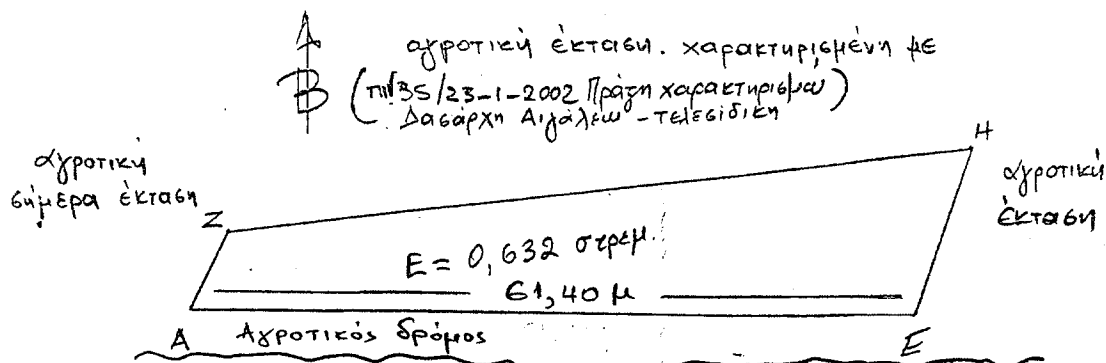 αγροτική έκταση. χαρακτηρισμένη με
Β (την 35/23-1-2002 Πράξη χαρακτηρισμού)
Δασάρχη Αιγάλεω - τελεσίδικη
αγροτική
σήμερα έκταση
Η
αγροτική
έκταση
Ζ
Ε = 0,632 στρεμ.
61,40 μ
Α Αγροτικός δρόμος Ε